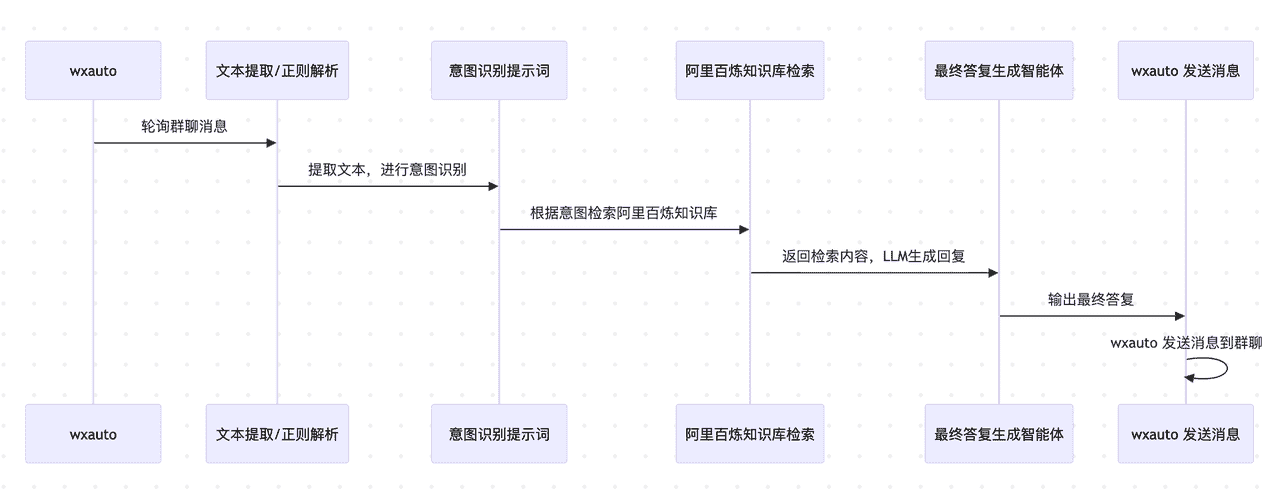 wxauto
文本提取/正则解析
意图识别提示词
阿里百炼知识库检索
最终答复生成智能体
wxauto 发送消息
轮询群聊消息
提取文本，进行意图识别
根据意图检索阿里百炼知识库
返回检索内容，LLM生成回复
输出最终答复
wxauto 发送消息到群聊
wxauto
文本提取/正则解析
意图识别提示词
阿里百炼知识库检索
最终答复生成智能体
wxauto 发送消息